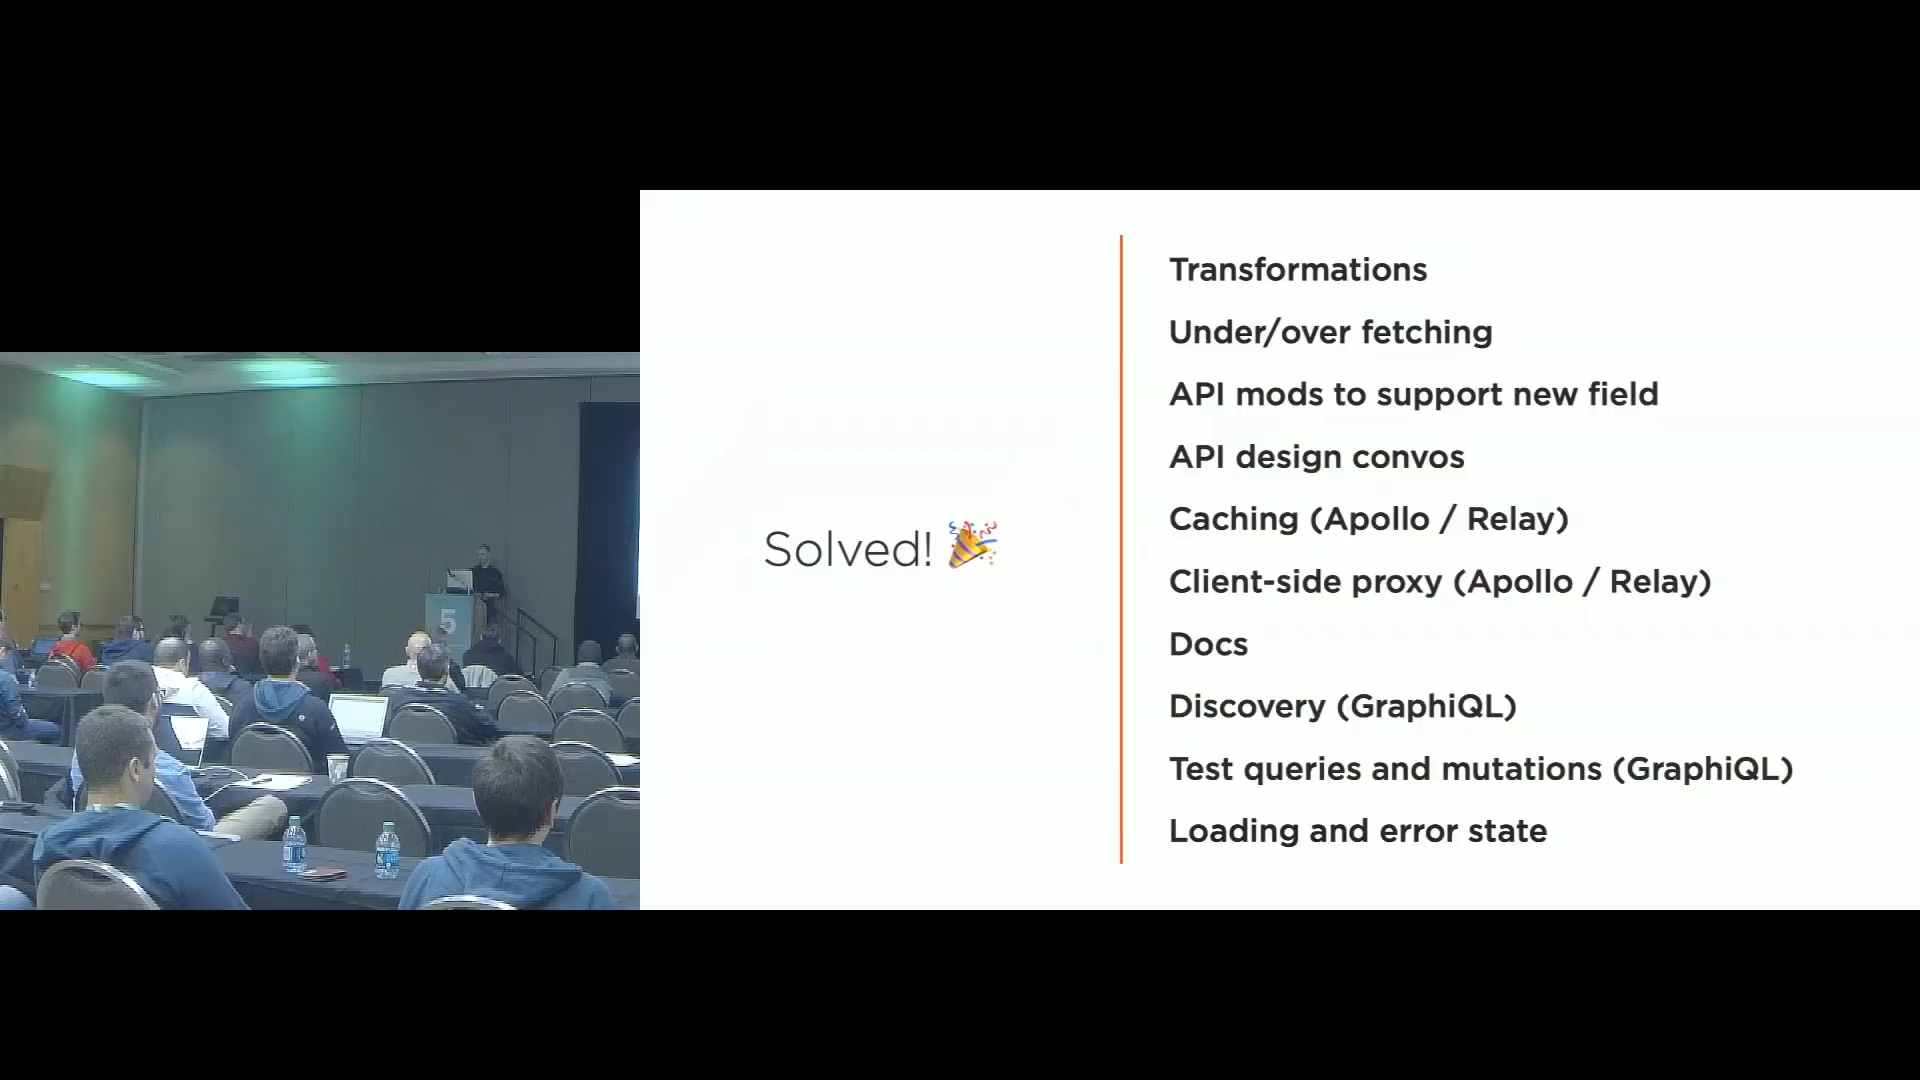 Solved! 🎉
Transformations
Under/over fetching
API mods to support new field
API design convos
Caching (Apollo / Relay)
Client-side proxy (Apollo / Relay)
Docs
Discovery (GraphiQL)
Test queries and mutations (GraphiQL)
Loading and error state
5